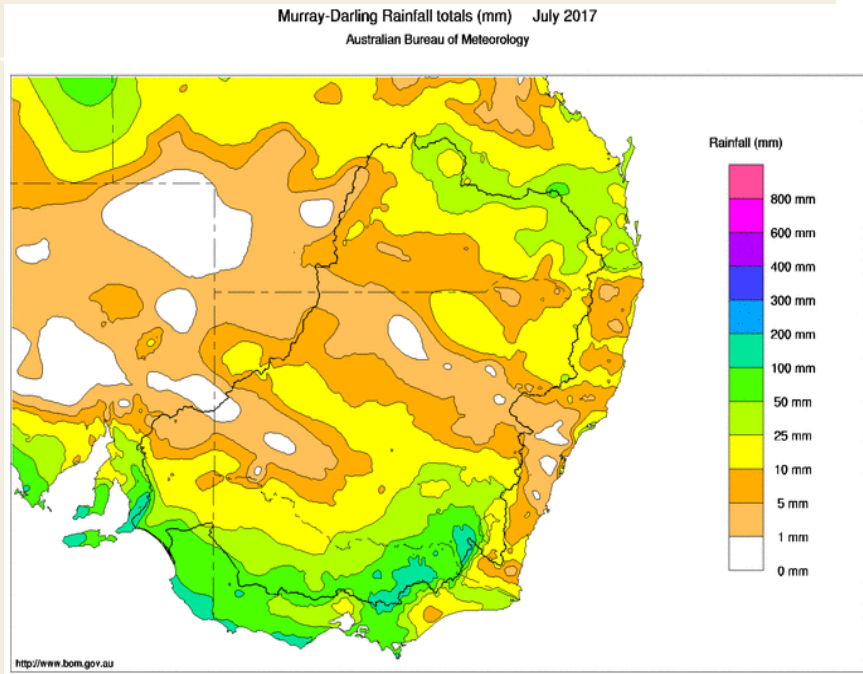 Murray-Darling Rainfall totals (mm) July 2017
Australian Bureau of Meteorology
Rainfall (mm)
800 mm
600 mm
400 mm
300 mm
200 mm
100 mm
50 mm
25 mm
10 mm
5 mm
1 mm
0 mm
http://www.bom.gov.au